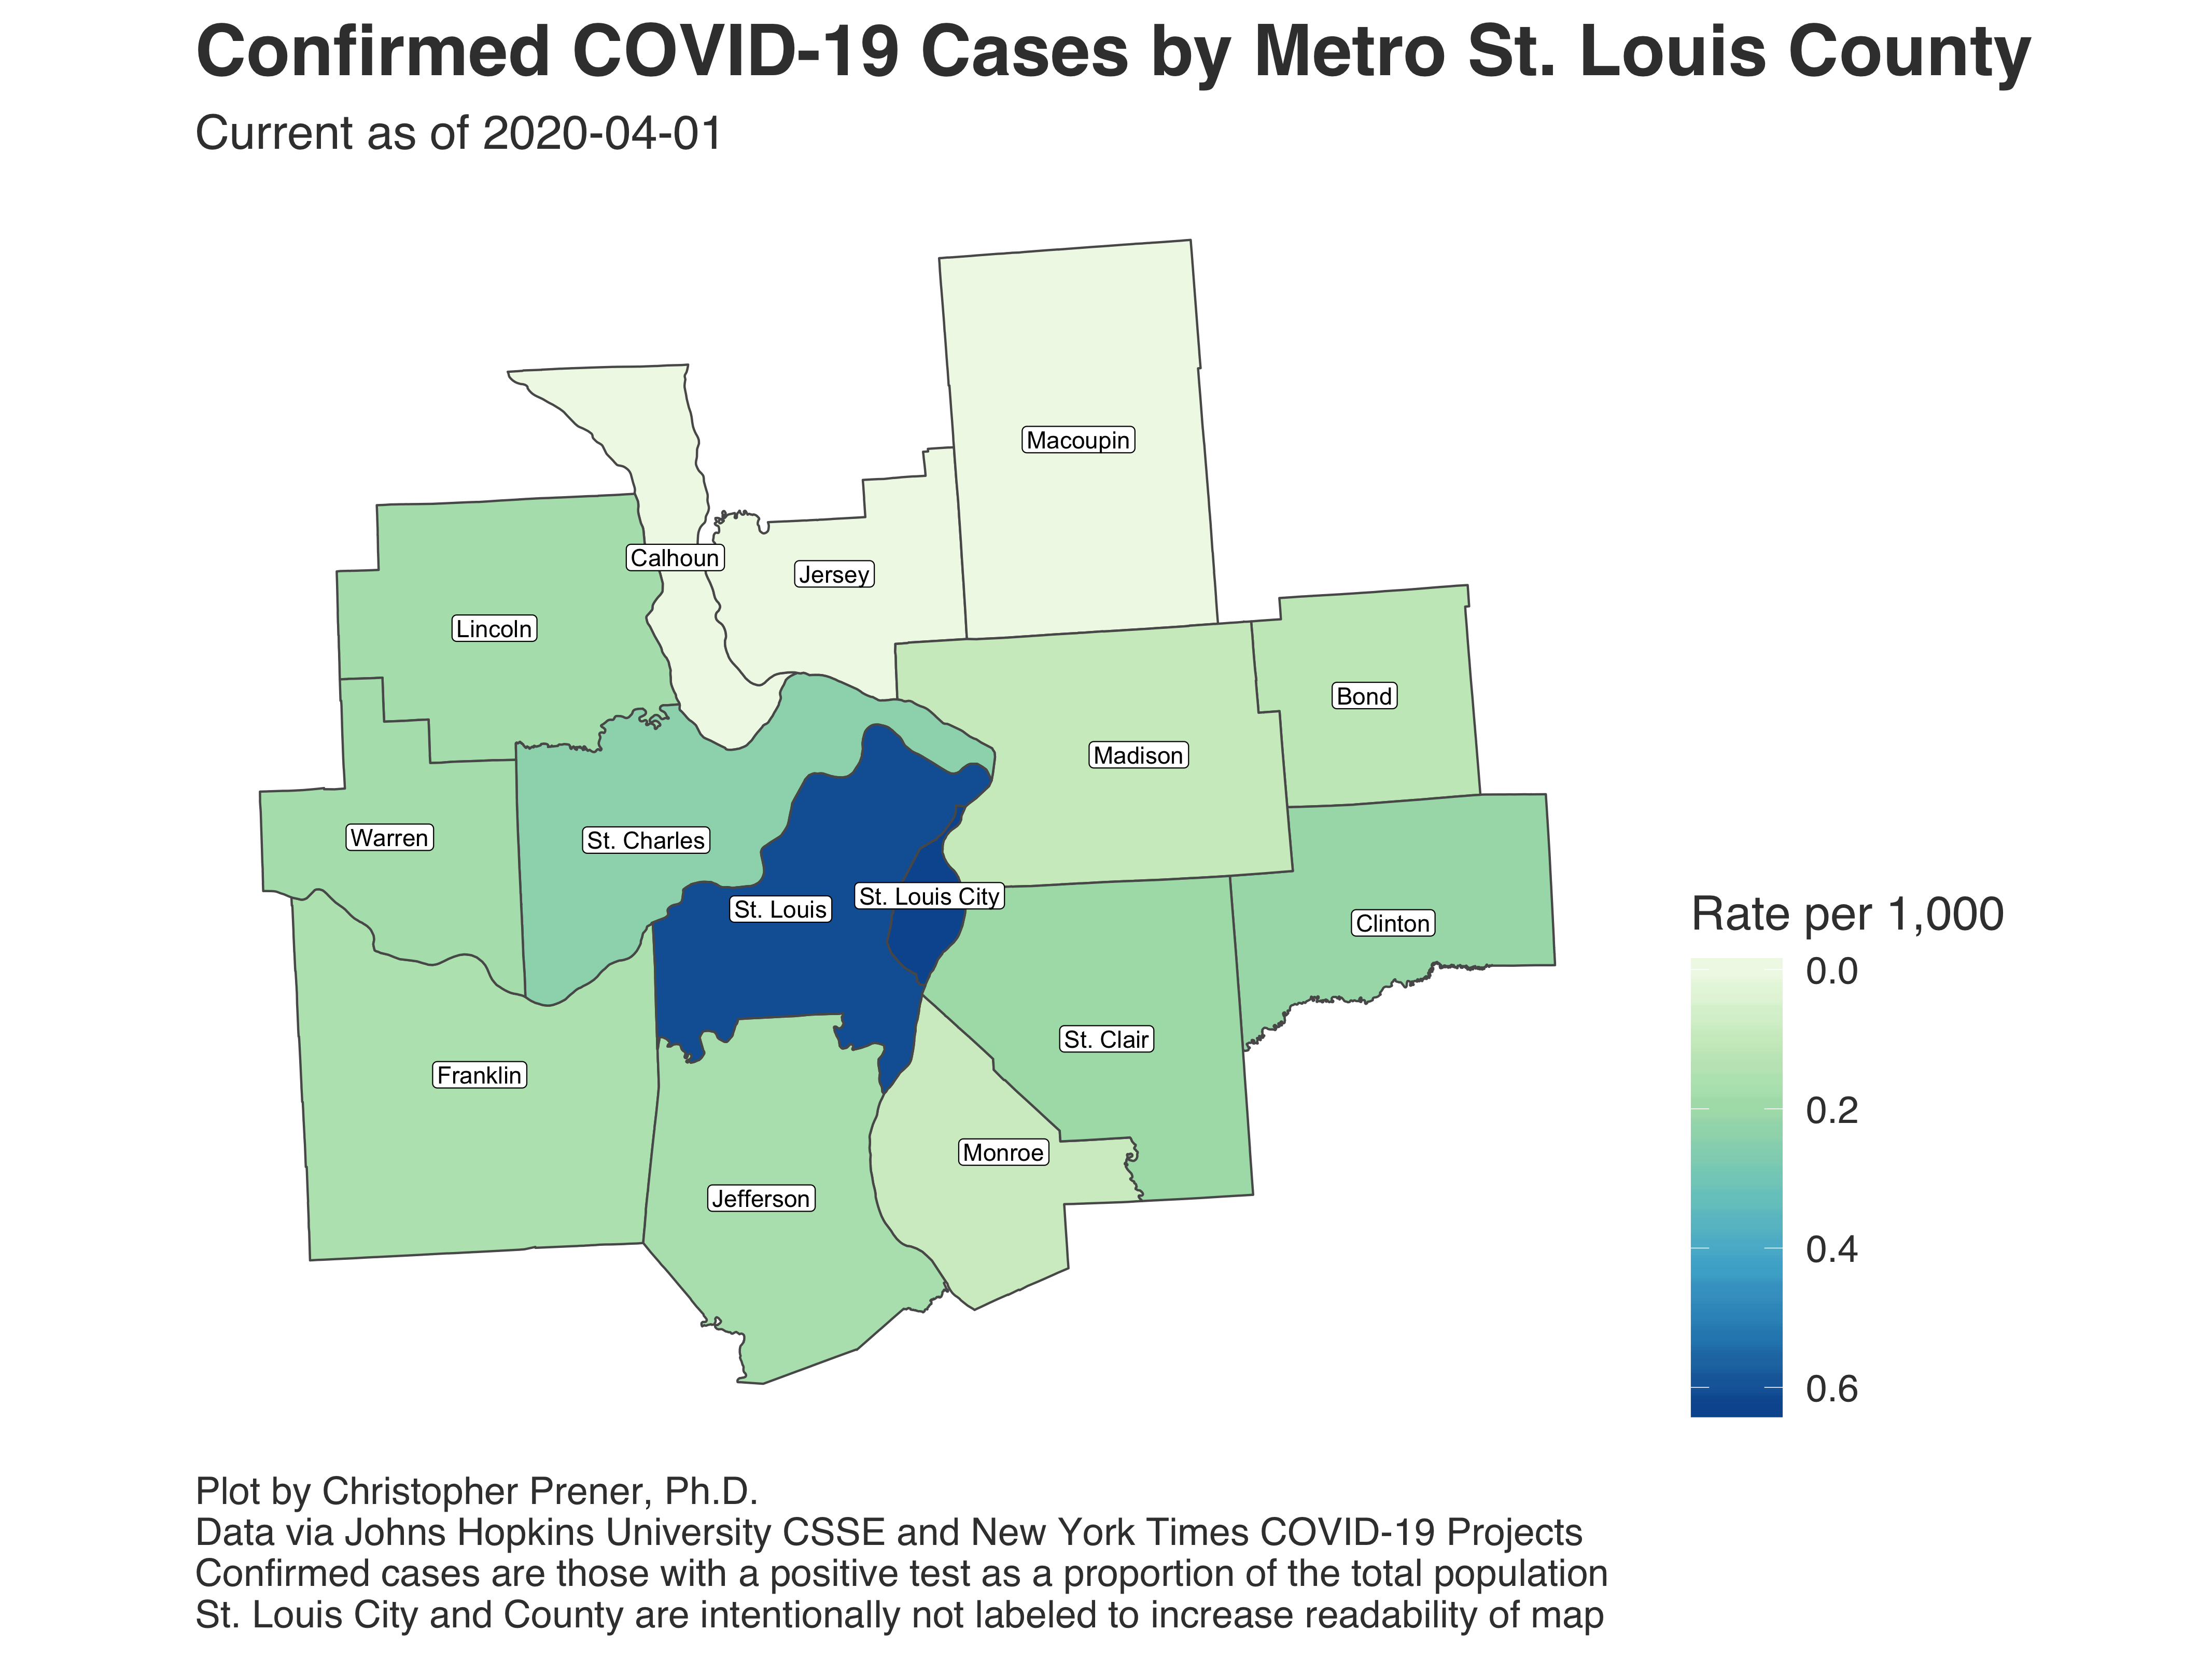 Confirmed COVID-19 Cases by Metro St. Louis County
Current as of 2020-04-01
Macoupin
Calhoun
Jersey
Lincoln
Bond
Madison
Warren
St. Charles
St. Louis City
St. Louis
Clinton
St. Clair
Franklin
Monroe
Jefferson
Rate per 1,000
0.0
0.2
0.4
0.6
Plot by Christopher Prener, Ph.D.
Data via Johns Hopkins University CSSE and New York Times COVID-19 Projects
Confirmed cases are those with a positive test as a proportion of the total population
St. Louis City and County are intentionally not labeled to increase readability of map